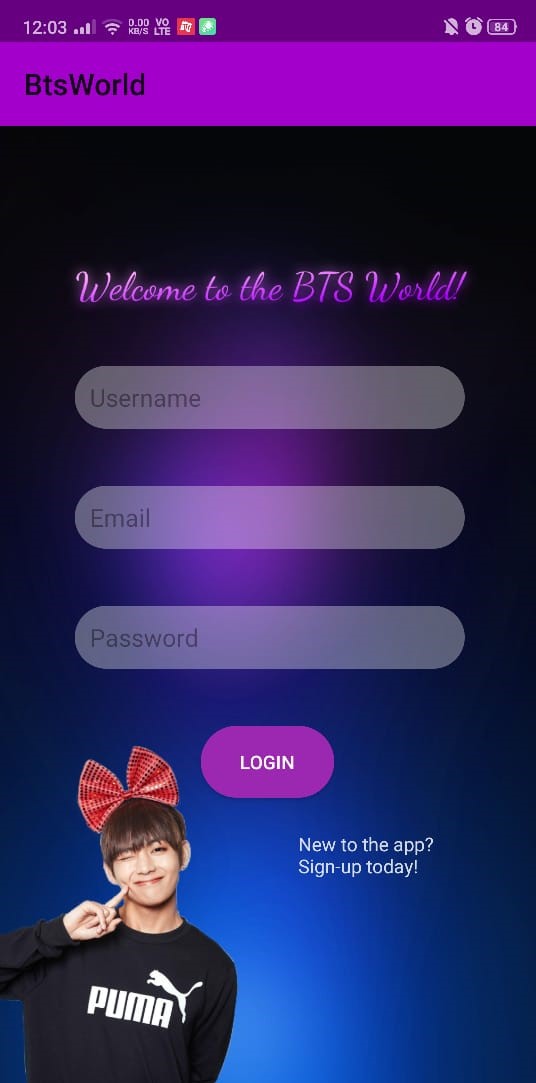 12:03 0.00 KB/S VO LTE 84
BtsWorld
Welcome to the BTS World!
Username
Email
Password
LOGIN
New to the app?
Sign-up today!
PUMA